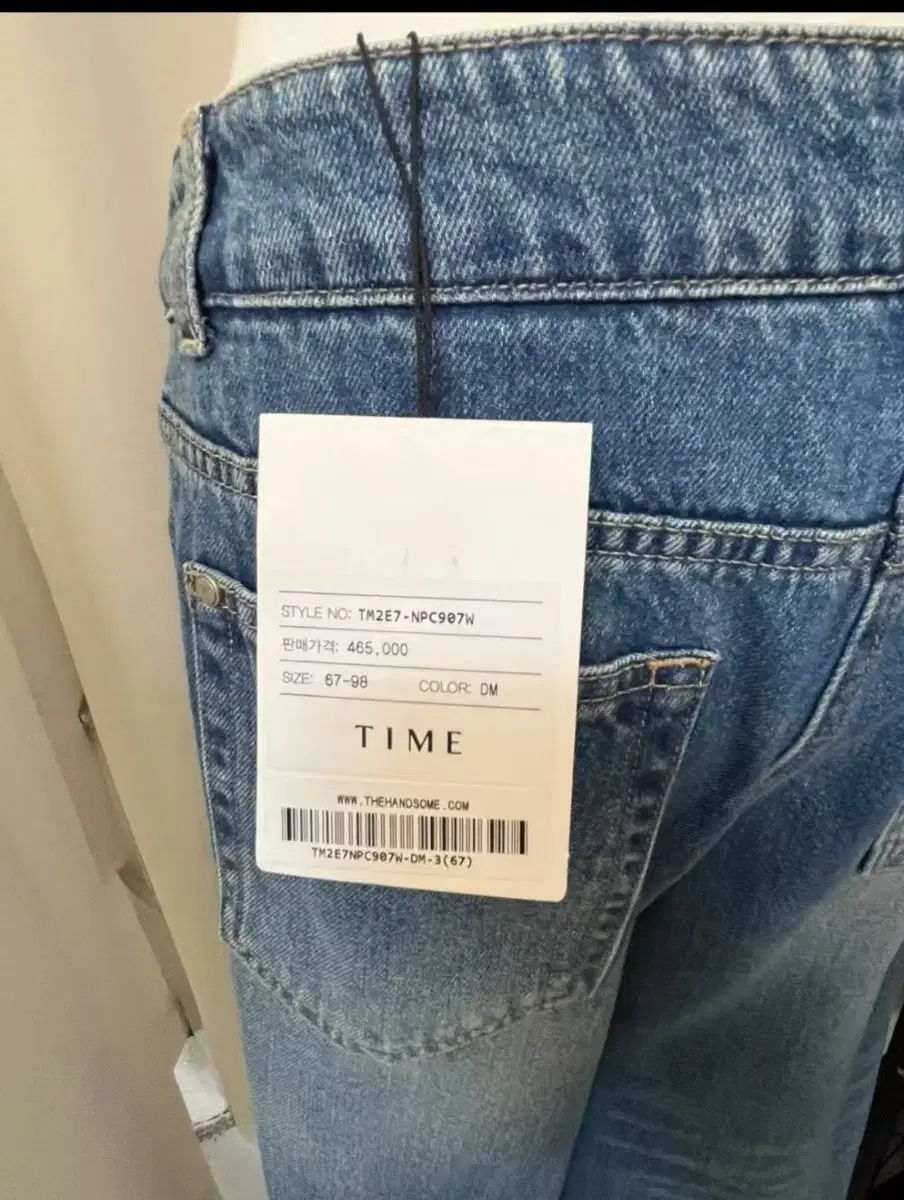 STYLE NO: TM2E7-NPC907W
판매가격: 465,000
SIZE: 67-98 COLOR: DM
TIME
WWW.THEHANDSOME.COM
TM2E7NPC907W-DM-3(67)